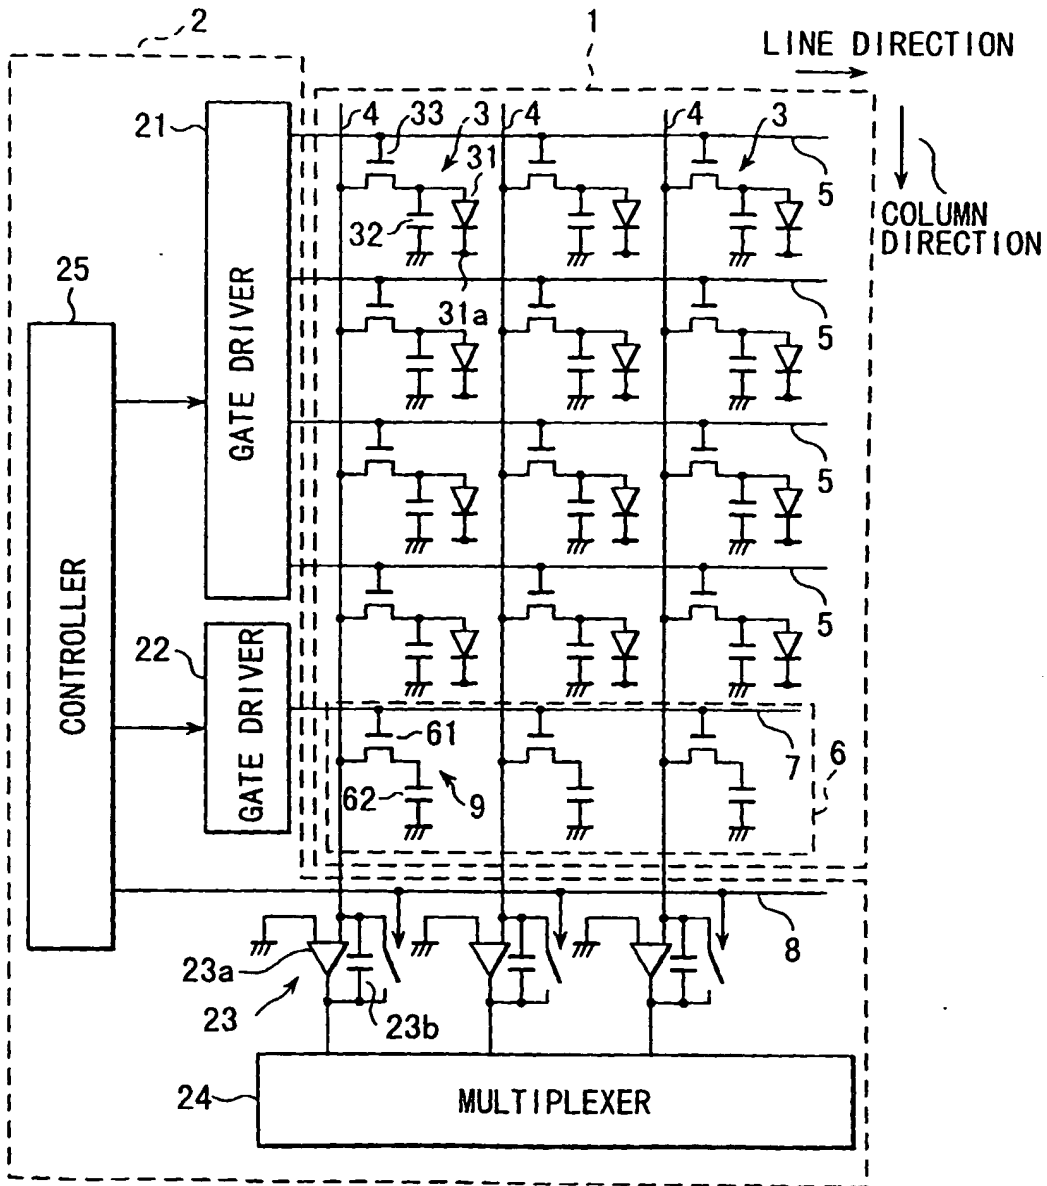 2
1
LINE DIRECTION
21
4
33
3
4
4
3
5
31
32
COLUMN
DIRECTION
25
31a
5
GATE DRIVER
5
CONTROLLER
5
22
GATE DRIVER
61
7
6
62
9
8
23a
23
23b
24
MULTIPLEXER